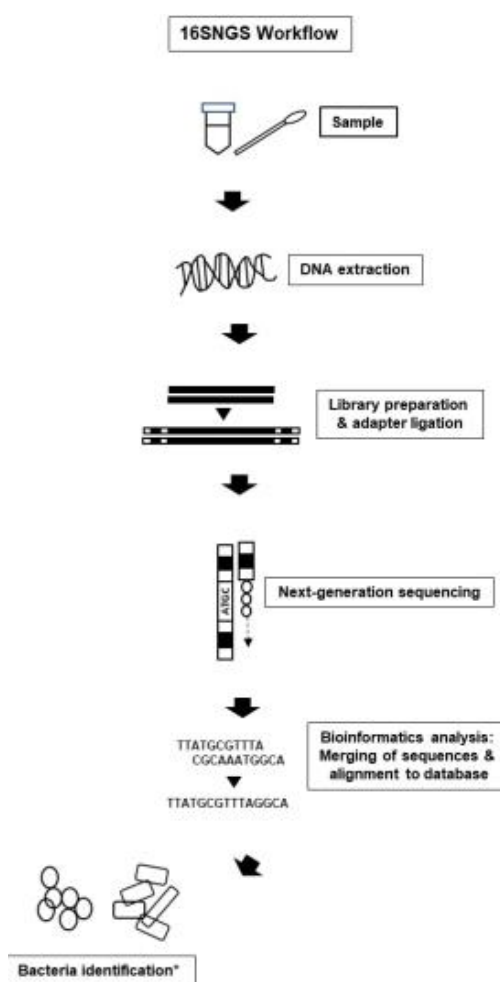 16SNGS Workflow
Sample
DNA extraction
Library preparation
& adapter ligation
ATGC
Next-generation sequencing
Bioinformatics analysis:
Merging of sequences &
alignment to database
TTATGCGTTTA
CGCAAATGGCA
TTATGCGTTTAGGCA
Bacteria identification*